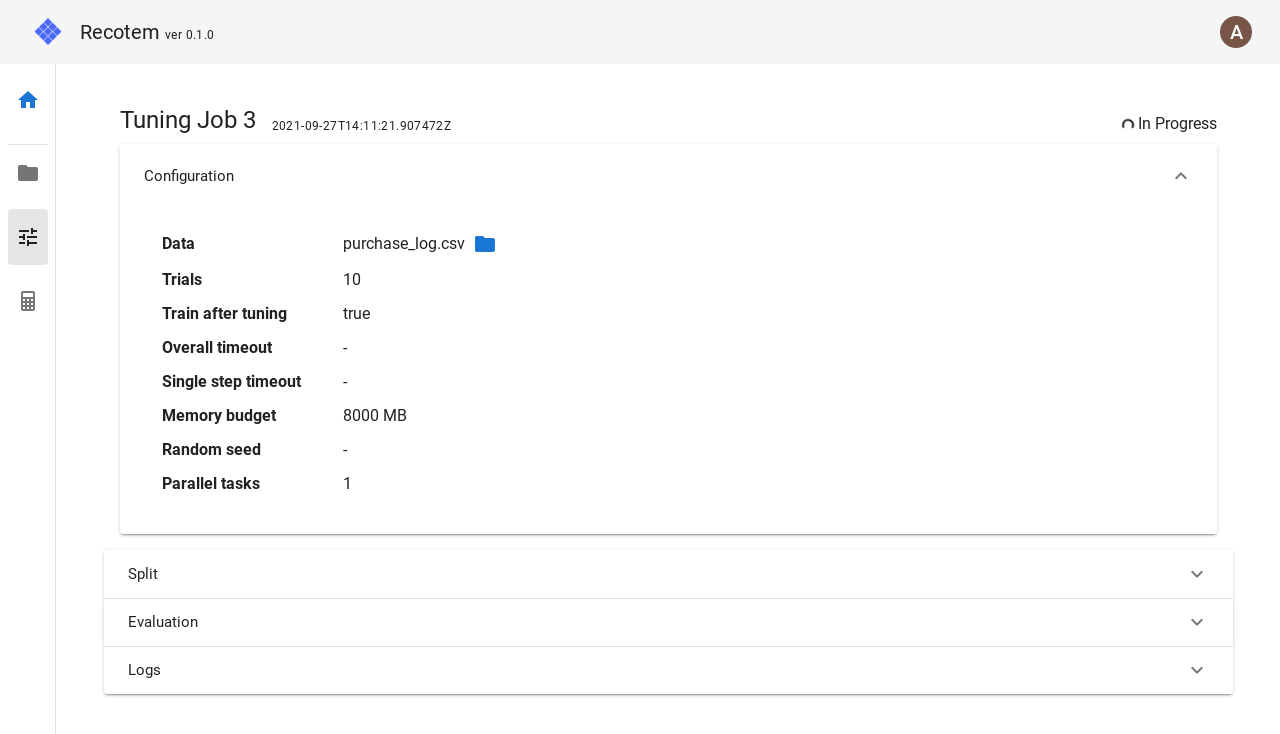 Recotem ver 0.1.0
A
Tuning Job 3 2021-09-27T14:11:21.907472Z
In Progress
Configuration
Data purchase_log.csv
Trials 10
Train after tuning true
Overall timeout -
Single step timeout -
Memory budget 8000 MB
Random seed -
Parallel tasks 1
Split
Evaluation
Logs